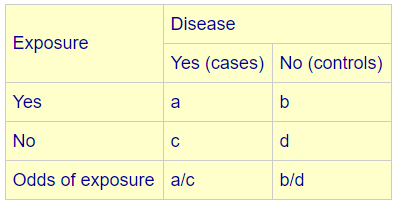 Exposure
Disease
Yes (cases) No (controls)
Yes a b
No c d
Odds of exposure a/c b/d